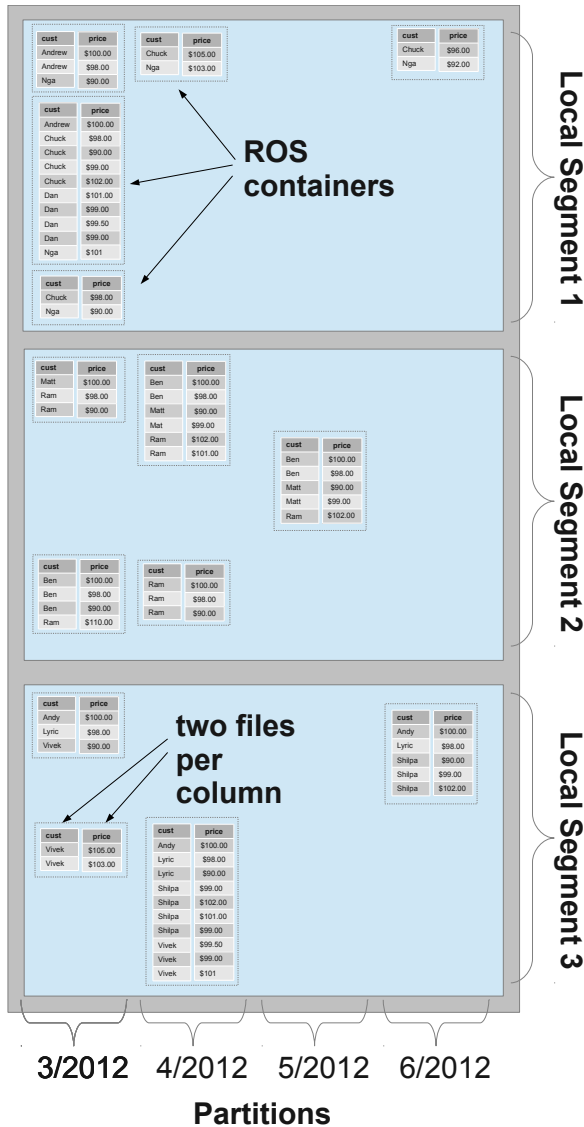 cust price
Andrew $100.00
Andrew $98.00
Nga $90.00
cust price
Chuck $105.00
Nga $103.00
cust price
Chuck $96.00
Nga $92.00
cust price
Andrew $100.00
Chuck $98.00
Chuck $90.00
Chuck $99.00
Chuck $102.00
Dan $101.00
Dan $99.00
Dan $99.50
Dan $99.00
Nga $101
ROS
containers
cust price
Chuck $98.00
Nga $90.00
Local Segment 1
cust price
Matt $100.00
Ram $98.00
Ram $90.00
cust price
Ben $100.00
Ben $98.00
Matt $90.00
Mat $99.00
Ram $102.00
Ram $101.00
cust price
Ben $100.00
Ben $98.00
Matt $90.00
Matt $99.00
Ram $102.00
cust price
Ben $100.00
Ben $98.00
Ben $90.00
Ram $110.00
cust price
Ram $100.00
Ram $98.00
Ram $90.00
Local Segment 2
cust price
Andy $100.00
Lyric $98.00
Vivek $90.00
two files
per
column
cust price
Andy $100.00
Lyric $98.00
Shilpa $90.00
Shilpa $99.00
Shilpa $102.00
cust price
Vivek $105.00
Vivek $103.00
cust price
Andy $100.00
Lyric $98.00
Lyric $90.00
Shilpa $99.00
Shilpa $102.00
Shilpa $101.00
Shilpa $99.00
Vivek $99.50
Vivek $99.00
Vivek $101
Local Segment 3
3/2012 4/2012 5/2012 6/2012
Partitions